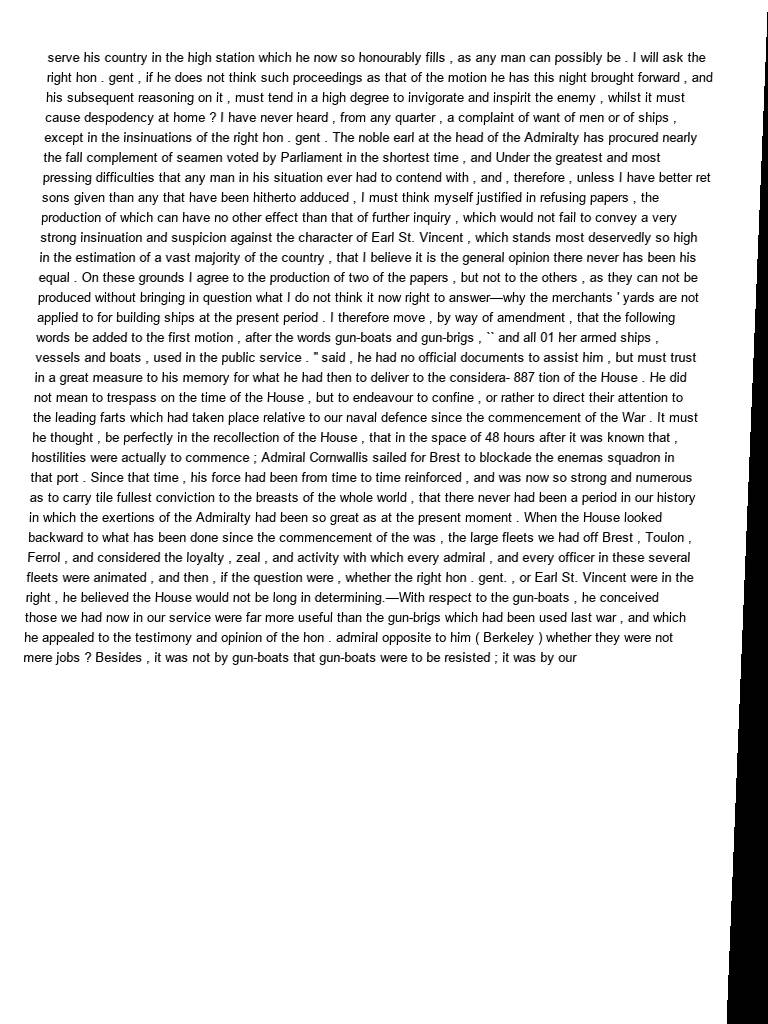 serve his country in the high station which he now so honourably fills , as any man can possibly be . I will ask the
right hon . gent , if he does not think such proceedings as that of the motion he has this night brought forward , and
his subsequent reasoning on it , must tend in a high degree to invigorate and inspirit the enemy , whilst it must
cause despodency at home ? I have never heard , from any quarter , a complaint of want of men or of ships ,
except in the insinuations of the right hon . gent . The noble earl at the head of the Admiralty has procured nearly
the fall complement of seamen voted by Parliament in the shortest time , and Under the greatest and most
pressing difficulties that any man in his situation ever had to contend with , and , therefore , unless I have better ret
sons given than any that have been hitherto adduced , I must think myself justified in refusing papers , the
production of which can have no other effect than that of further inquiry , which would not fail to convey a very
strong insinuation and suspicion against the character of Earl St. Vincent , which stands most deservedly so high
in the estimation of a vast majority of the country , that I believe it is the general opinion there never has been his
equal . On these grounds I agree to the production of two of the papers , but not to the others , as they can not be
produced without bringing in question what I do not think it now right to answer—why the merchants ' yards are not
applied to for building ships at the present period . I therefore move , by way of amendment , that the following
words be added to the first motion , after the words gun-boats and gun-brigs , `` and all 01 her armed ships ,
vessels and boats , used in the public service . " said , he had no official documents to assist him , but must trust
in a great measure to his memory for what he had then to deliver to the considera- 887 tion of the House . He did
not mean to trespass on the time of the House , but to endeavour to confine , or rather to direct their attention to
the leading farts which had taken place relative to our naval defence since the commencement of the War . It must
he thought , be perfectly in the recollection of the House , that in the space of 48 hours after it was known that ,
hostilities were actually to commence ; Admiral Cornwallis sailed for Brest to blockade the enemas squadron in
that port . Since that time , his force had been from time to time reinforced , and was now so strong and numerous
as to carry tile fullest conviction to the breasts of the whole world , that there never had been a period in our history
in which the exertions of the Admiralty had been so great as at the present moment . When the House looked
backward to what has been done since the commencement of the was , the large fleets we had off Brest , Toulon ,
Ferrol , and considered the loyalty , zeal , and activity with which every admiral , and every officer in these several
fleets were animated , and then , if the question were , whether the right hon . gent. , or Earl St. Vincent were in the
right , he believed the House would not be long in determining.—With respect to the gun-boats , he conceived
those we had now in our service were far more useful than the gun-brigs which had been used last war , and which
he appealed to the testimony and opinion of the hon . admiral opposite to him ( Berkeley ) whether they were not
mere jobs ? Besides , it was not by gun-boats that gun-boats were to be resisted ; it was by our